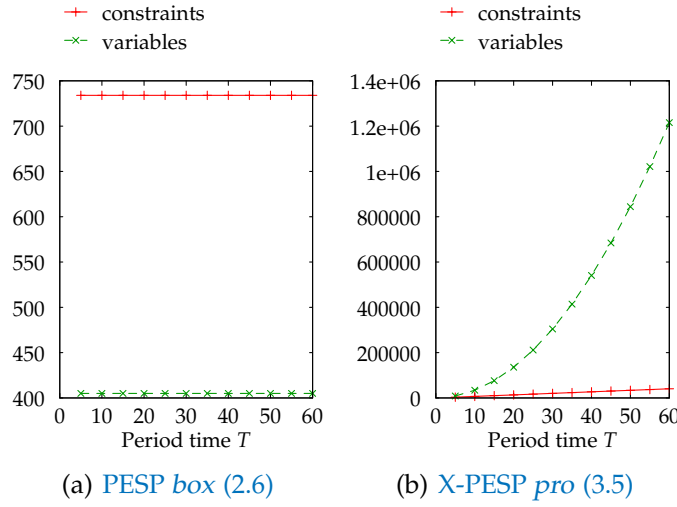 constraints
variables
750
700
650
600
550
500
450
400
0 10 20 30 40 50 60
Period time T
(a) PESP box (2.6)
constraints
variables
1.4e+06
1.2e+06
1e+06
800000
600000
400000
200000
0
0 10 20 30 40 50 60
Period time T
(b) X-PESP pro (3.5)